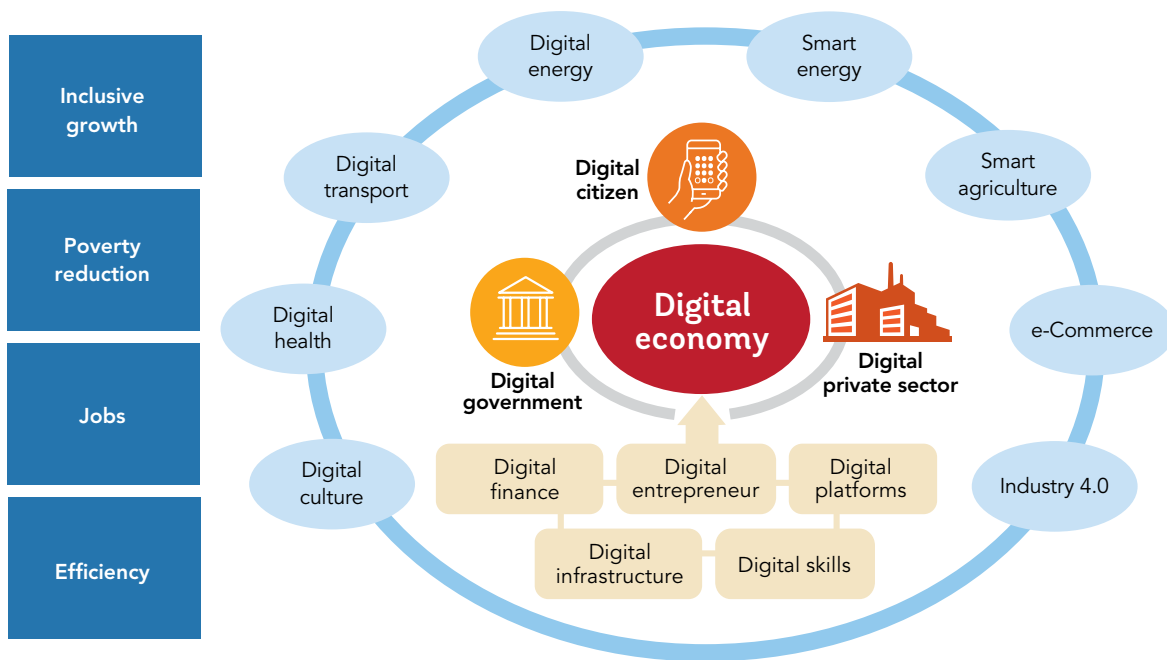 Inclusive
growth
Poverty
reduction
Jobs
Efficiency
Digital
energy
Smart
energy
Digital
transport
Smart
agriculture
Digital
health
e-Commerce
Digital
culture
Industry 4.0
Digital
citizen
Digital
government
Digital
economy
Digital
private sector
Digital
finance
Digital
entrepreneur
Digital
platforms
Digital
infrastructure
Digital skills